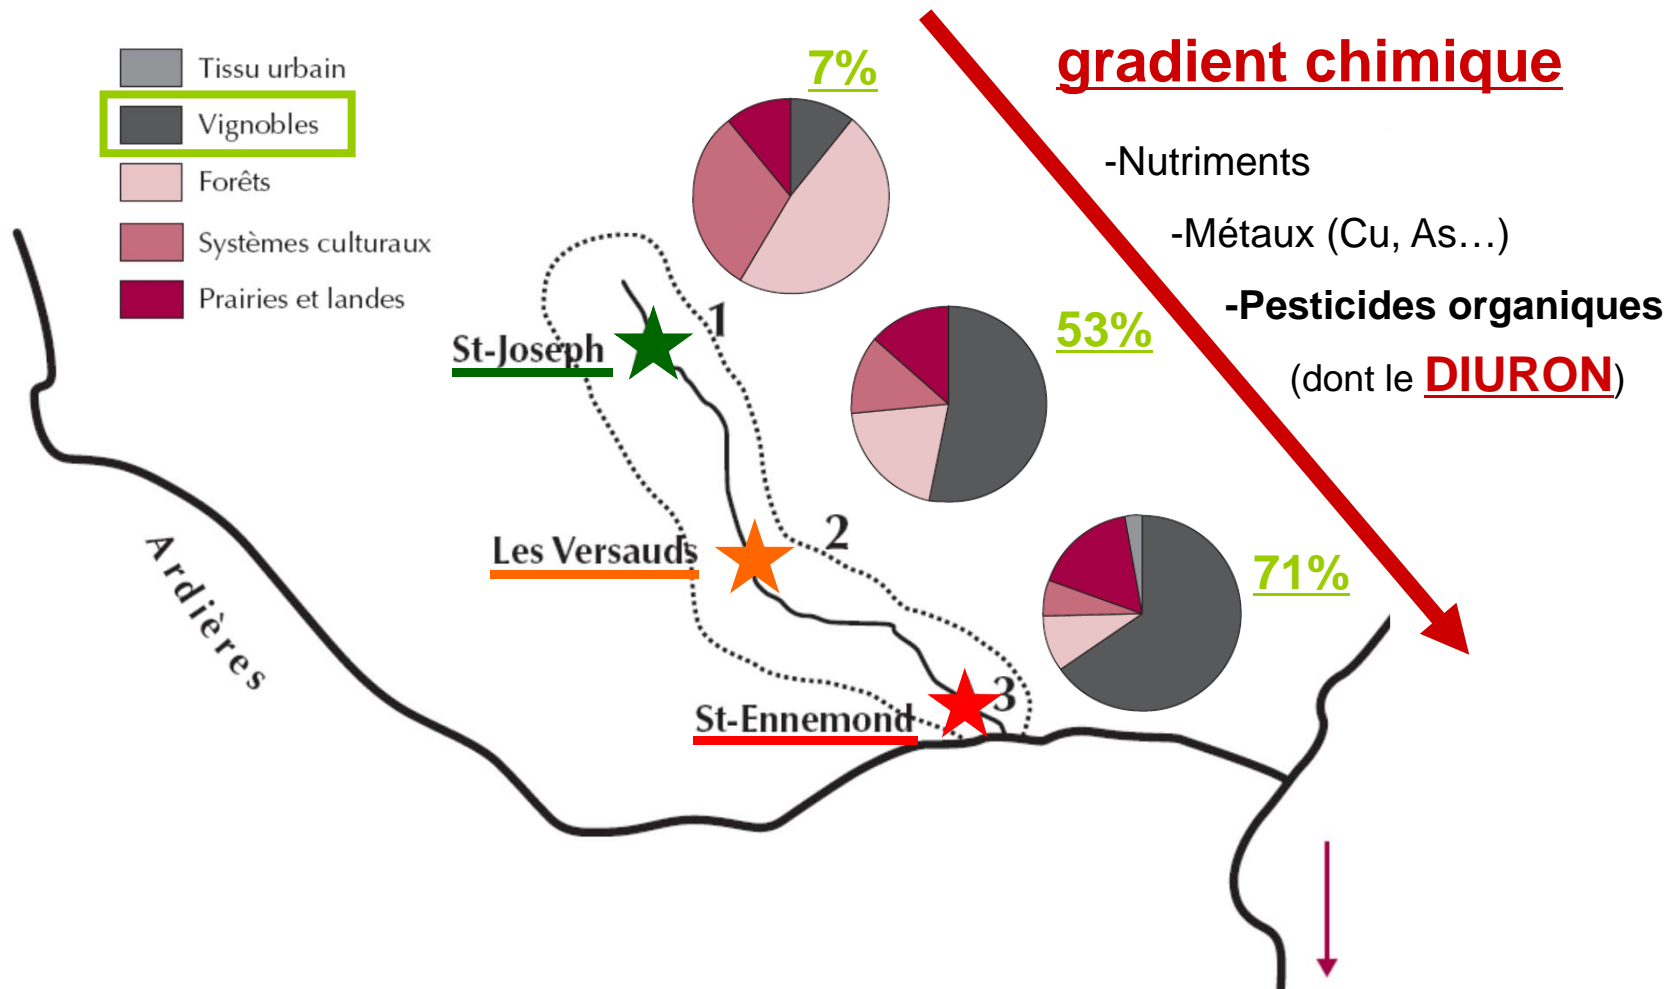 Tissu urbain
Vignobles
Forêts
Systèmes culturaux
Prairies et landes
7%
gradient chimique
-Nutriments
-Métaux (Cu, As…)
-Pesticides organiques
(dont le DIURON)
53%
71%
1
St-Joseph
2
Les Versauds
3
St-Ennemond
Ardières